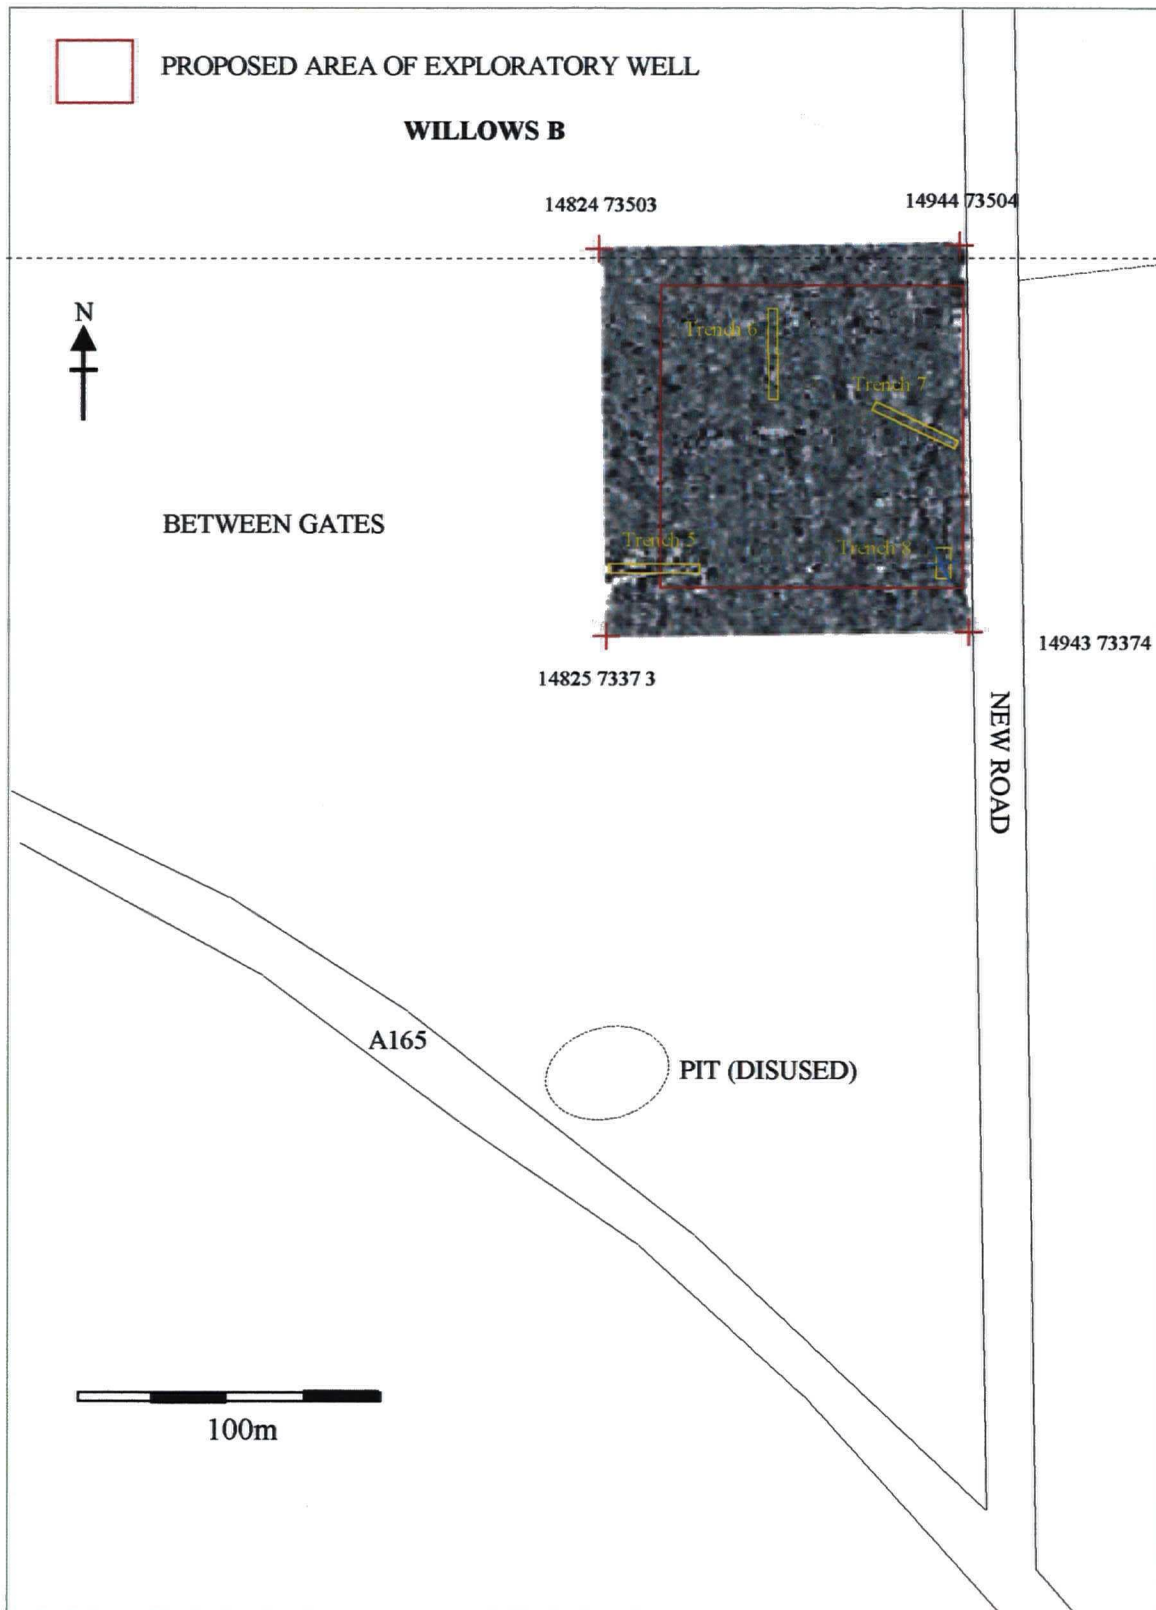 PROPOSED AREA OF EXPLORATORY WELL
WILLOWS B
14824 73503
14944 73504
N
Trench 6
Trench 7
BETWEEN GATES
Trench 5
Trench 8
14943 73374
14825 7337 3
NEW ROAD
A165
PIT (DISUSED)
100m